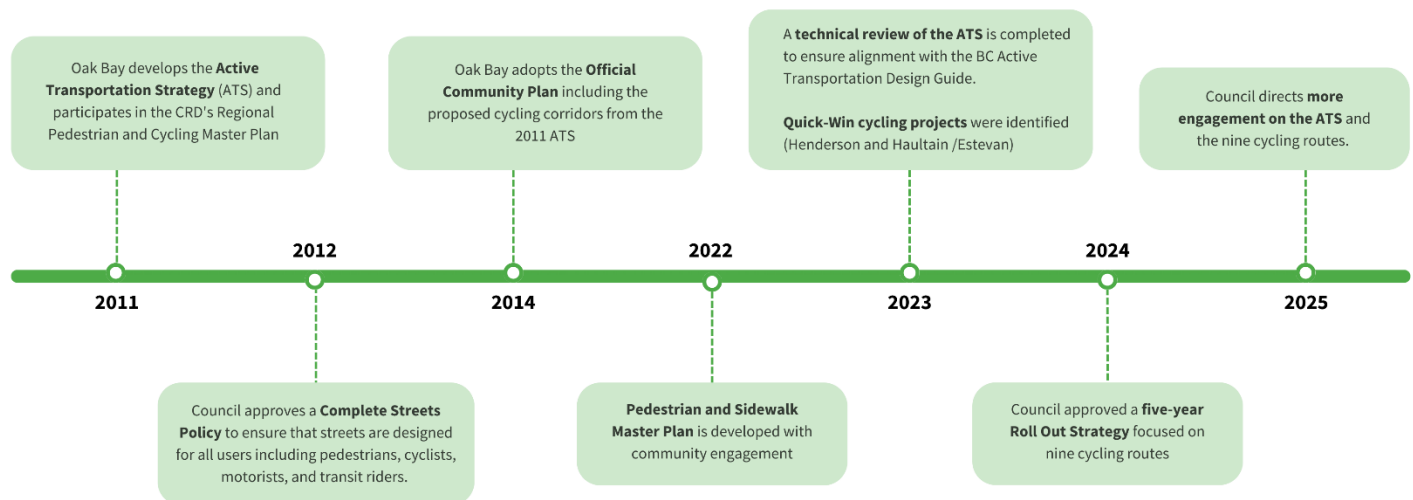 Oak Bay develops the Active
Transportation Strategy (ATS) and
participates in the CRD's Regional
Pedestrian and Cycling Master Plan
Oak Bay adopts the Official
Community Plan including the
proposed cycling corridors from the
2011 ATS
A technical review of the ATS is completed
to ensure alignment with the BC Active
Transportation Design Guide.
Quick-Win cycling projects were identified
(Henderson and Haultain /Estevan)
Council directs more
engagement on the ATS and
the nine cycling routes.
2012
2022
2024
2011
2014
2023
2025
Council approves a Complete Streets
Policy to ensure that streets are designed
for all users including pedestrians, cyclists,
motorists, and transit riders.
Pedestrian and Sidewalk
Master Plan is developed with
community engagement
Council approved a five-year
Roll Out Strategy focused on
nine cycling routes